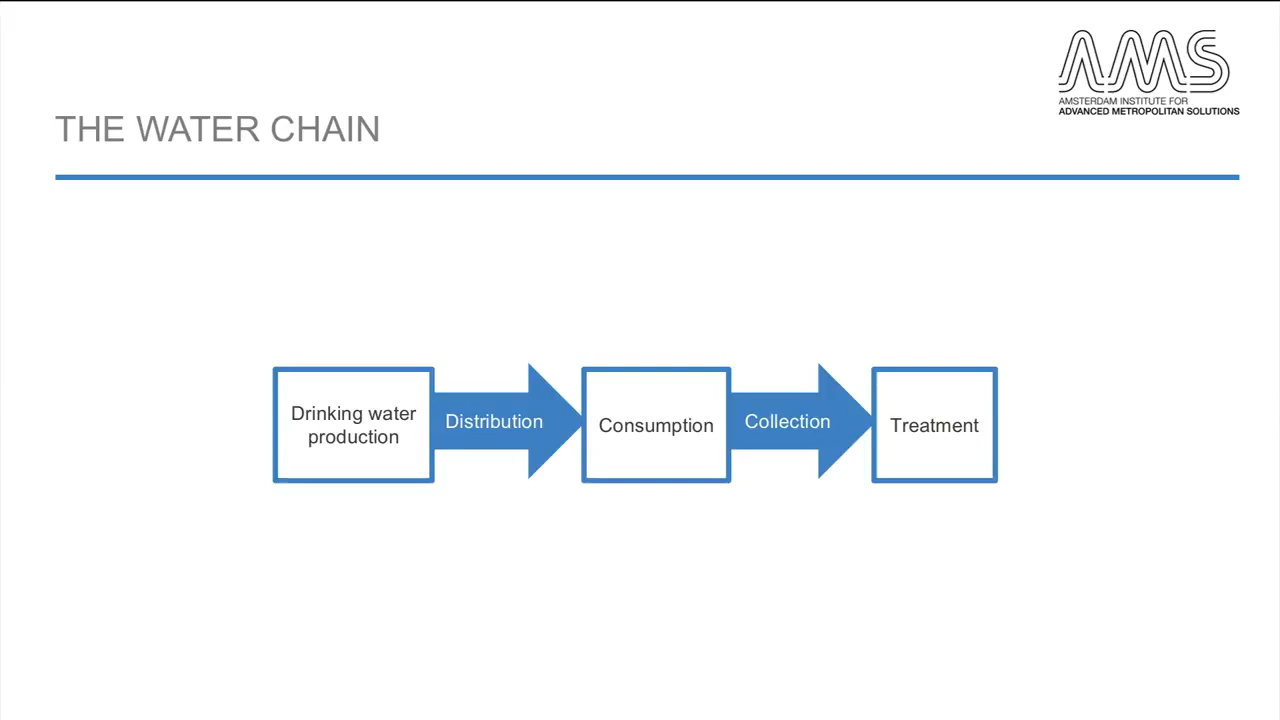 AMS
AMSTERDAM INSTITUTE FOR
ADVANCED METROPOLITAN SOLUTIONS
THE WATER CHAIN
Drinking water
production
Distribution
Consumption
Collection
Treatment